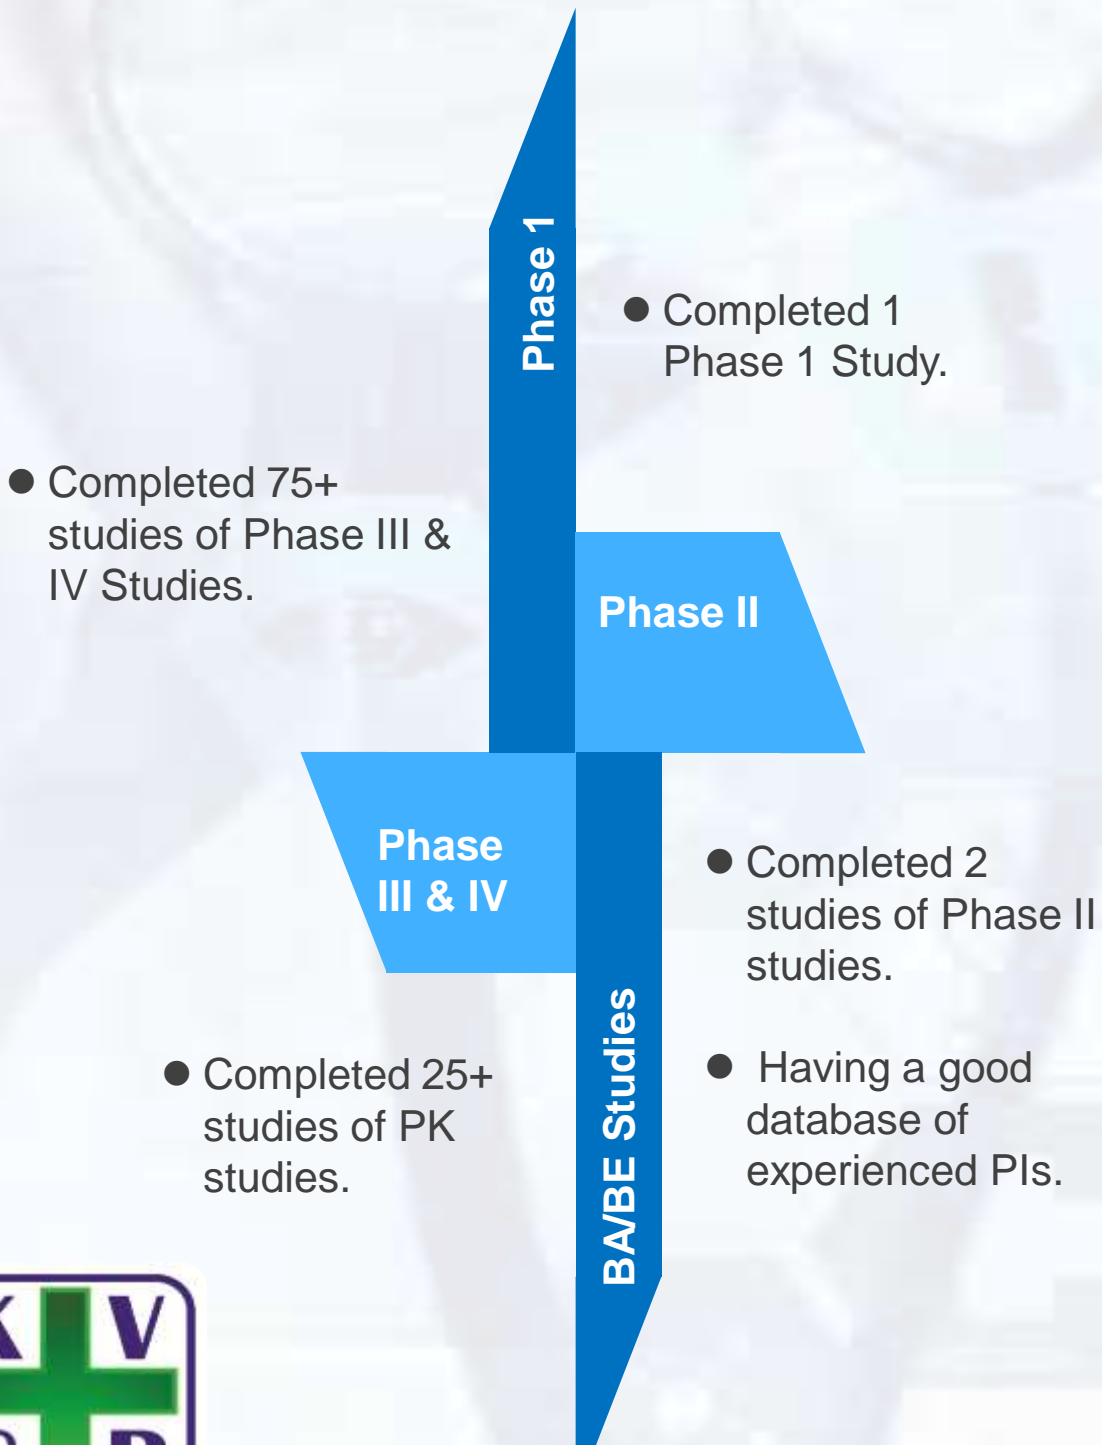 Phase 1
● Completed 1
Phase 1 Study.
● Completed 75+
studies of Phase III &
IV Studies.
Phase II
Phase
III & IV
● Completed 2
studies of Phase II
studies.
● Having a good
database of
experienced PIs.
● Completed 25+
studies of PK
studies.
BA/BE Studies
K V